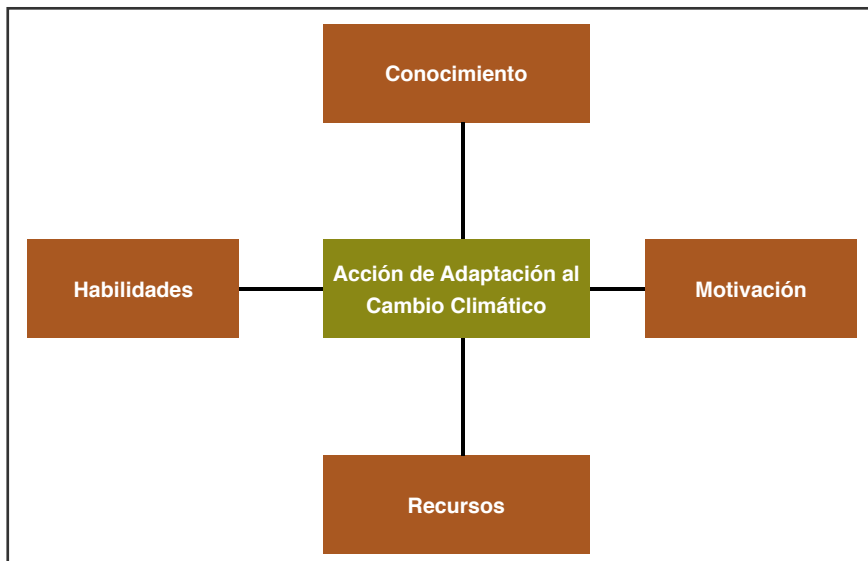 Conocimiento
Habilidades
Acción de Adaptación al
Cambio Climático
Motivación
Recursos